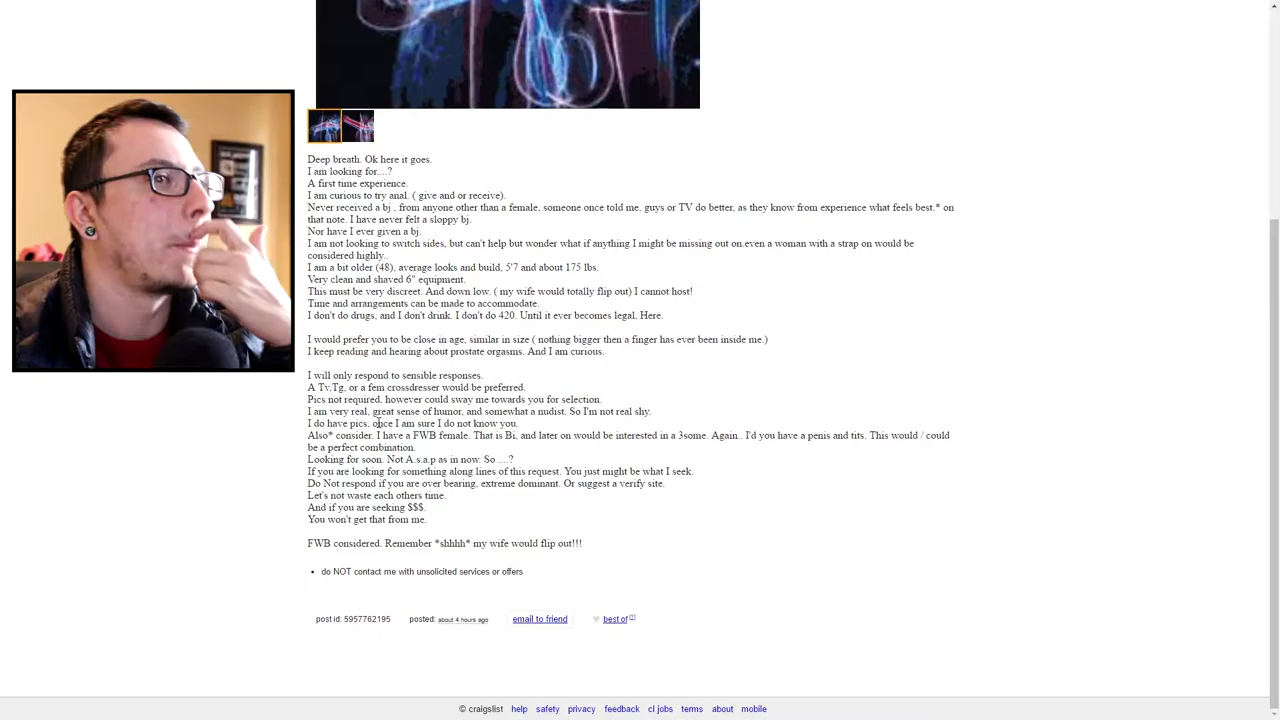 Deep breath. Ok here it goes.
I am looking for....?
A first time experience.
I am curious to try anal. ( give and or receive).
Never received a bj , from anyone other than a female, someone once told me, guys or TV do better, as they know from experience what feels best.* on
that note. I have never felt a sloppy bj.
Nor have I ever given a bj.
I am not looking to switch sides, but can't help but wonder what if anything I might be missing out on.even a woman with a strap on would be
considered highly..
I am a bit older (48), average looks and build, 5'7 and about 175 lbs.
Very clean and shaved 6" equipment.
This must be very discreet. And down low. ( my wife would totally flip out) I cannot host!
Time and arrangements can be made to accommodate.
I don't do drugs, and I don't drink. I don't do 420. Until it ever becomes legal, Here.
I would prefer you to be close in age, similar in size ( nothing bigger then a finger has ever been inside me.)
I keep reading and hearing about prostate orgasms. And I am curious.
I will only respond to sensible responses.
A Tv,Tg, or a fem crossdresser would be preferred.
Pics not required, however could sway me towards you for selection.
I am very real, great sense of humor, and somewhat a nudist. So I'm not real shy.
I do have pics, once I am sure I do not know you.
Also* consider. I have a FWB female. That is Bi, and later on would be interested in a 3some. Again.. I'd you have a penis and tits. This would / could
be a perfect combination.
Looking for soon. Not A.s.a.p as in now. So ....?
If you are looking for something along lines of this request. You just might be what I seek.
Do Not respond if you are over bearing, extreme dominant. Or suggest a verify site.
Let's not waste each others time.
And if you are seeking $$$.
You won't get that from me.
FWB considered. Remember *shhhh* my wife would flip out!!!
• do NOT contact me with unsolicited services or offers
post id: 5957762195 posted: about 4 hours ago email to friend best of [?]
© craigslist help safety privacy feedback cl jobs terms about mobile